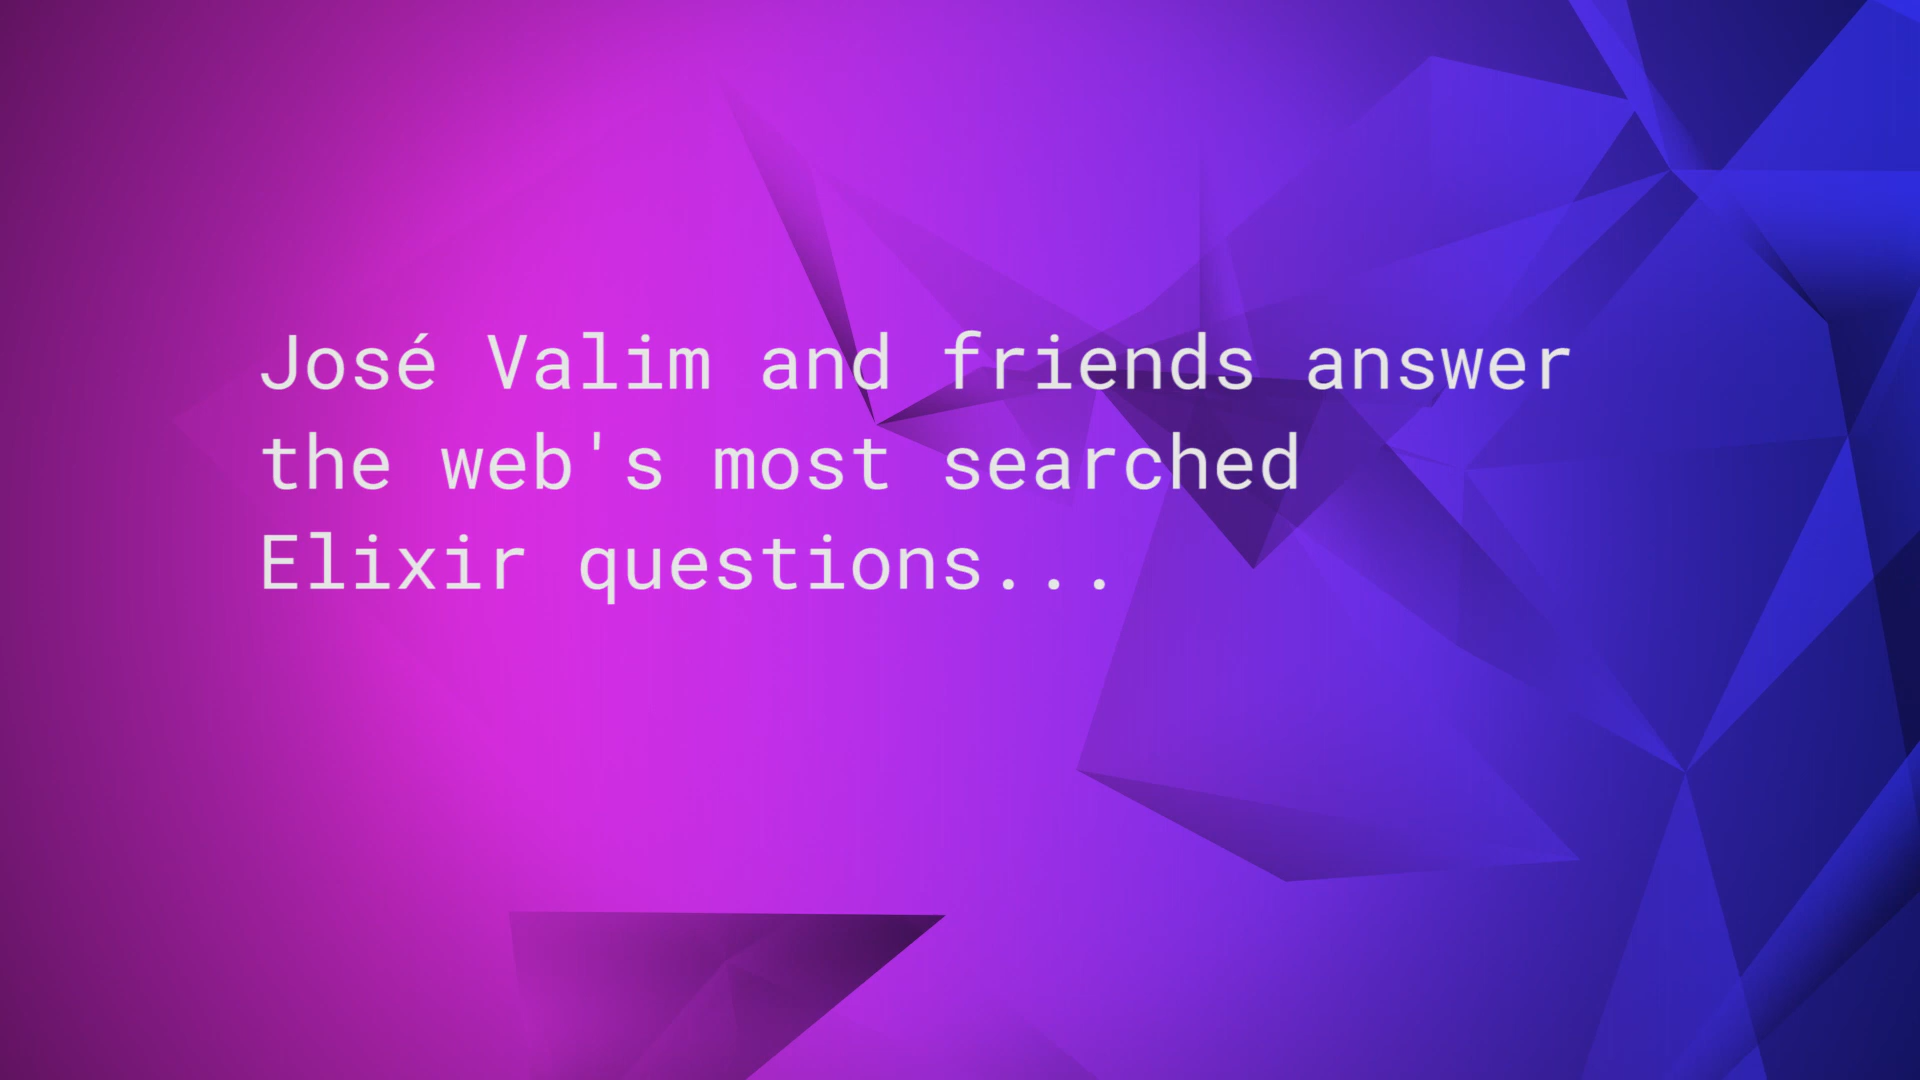 José Valim and friends answer
the web's most searched
Elixir questions...